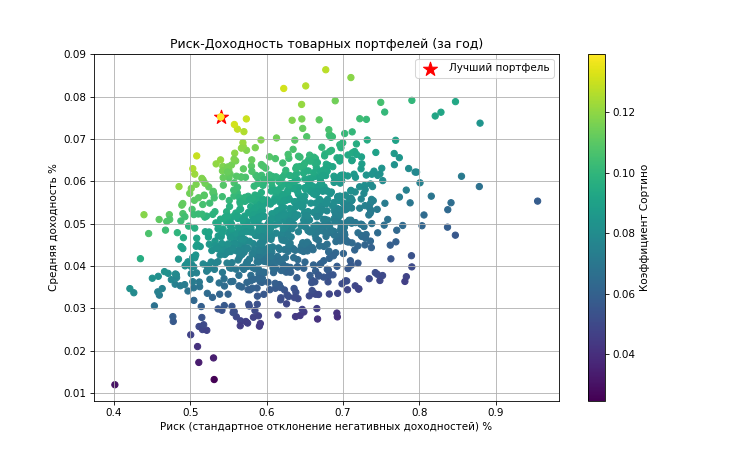 Риск-Доходность товарных портфелей (за год)
Лучший портфель
Средняя доходность %
0.09
0.08
0.07
0.06
0.05
0.04
0.03
0.02
0.01
0.4 0.5 0.6 0.7 0.8 0.9
Риск (стандартное отклонение негативных доходностей) %
0.12
0.10
0.08
0.06
0.04
Коэффициент Сортино